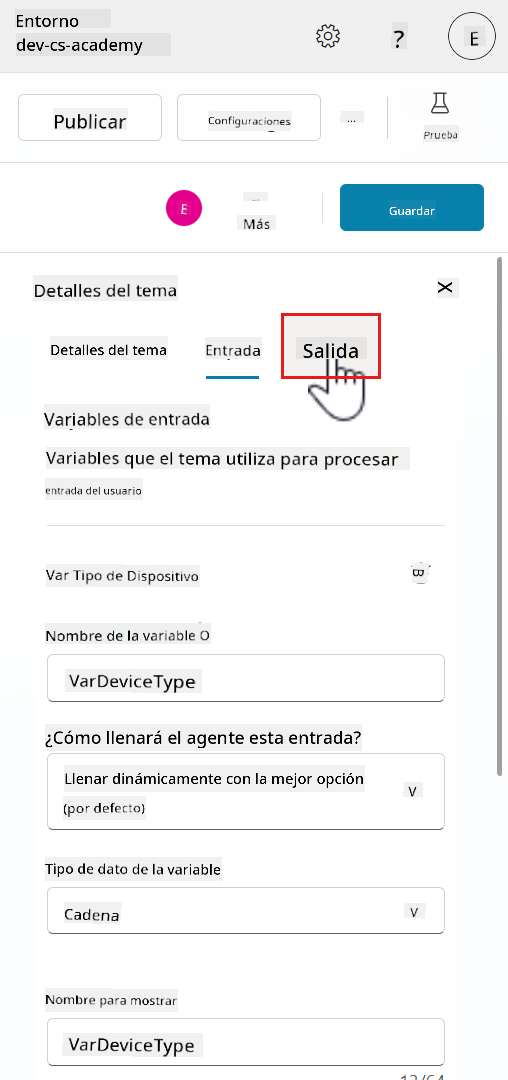 Entorno
dev-cs-academy
?
E
Publicar
Configuraciones
...
Prueba
E
Más
Guardar
Detalles del tema
Detalles del tema
Entrada
Salida
Variables de entrada
Variables que el tema utiliza para procesar
entrada del usuario
Var Tipo de Dispositivo
Nombre de la variable O
VarDeviceType
¿Cómo llenará el agente esta entrada?
Llenar dinámicamente con la mejor opción
(por defecto)
V
Tipo de dato de la variable
Cadena
V
Nombre para mostrar
VarDeviceType